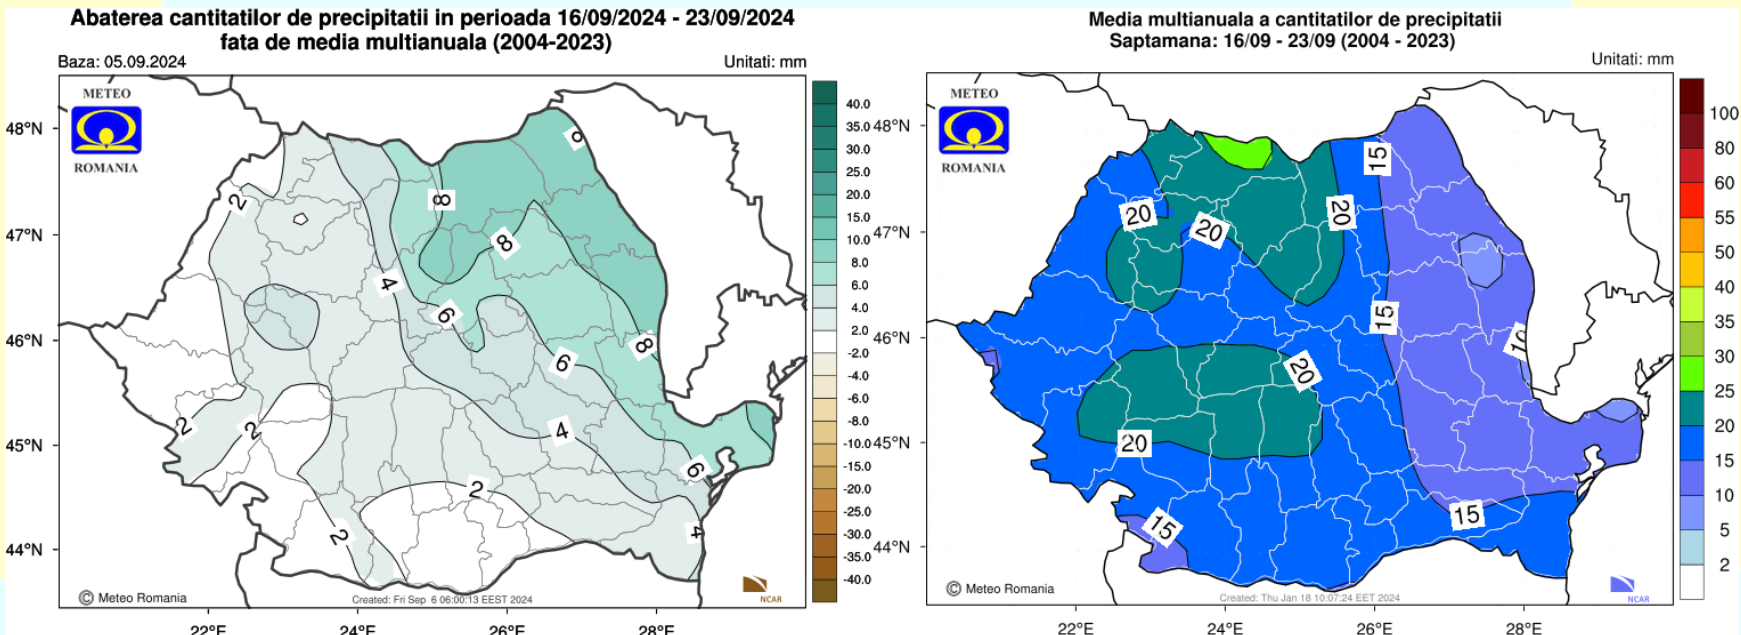 Abaterea cantitatilor de precipitatii in perioada 16/09/2024 - 23/09/2024
fata de media multianuala (2004-2023)
Baza: 05.09.2024
Unitati: mm
METEO
ROMANIA
48°N
47°N
46°N
45°N
44°N
22°E
24°E
26°E
28°E
2
8
8
4
6
8
6
2
2
4
6
2
2
4
40.0
35.0
30.0
25.0
20.0
15.0
10.0
8.0
6.0
4.0
2.0
-2.0
-4.0
-6.0
-8.0
-10.0
-15.0
-20.0
-25.0
-30.0
-35.0
-40.0
© Meteo Romania
Created: Fri Sep 6 06:00:13 EEST 2024
NCAR
Media multianuala a cantitatilor de precipitatii
Saptamana: 16/09 - 23/09 (2004 - 2023)
Unitati: mm
METEO
ROMANIA
48°N
47°N
46°N
45°N
44°N
22°E
24°E
26°E
28°E
15
20
20
20
15
10
20
20
15
15
100
80
60
55
50
40
35
30
25
20
15
10
5
2
© Meteo Romania
Created: Thu Jan 18 10:07:24 EET 2024
NCAR